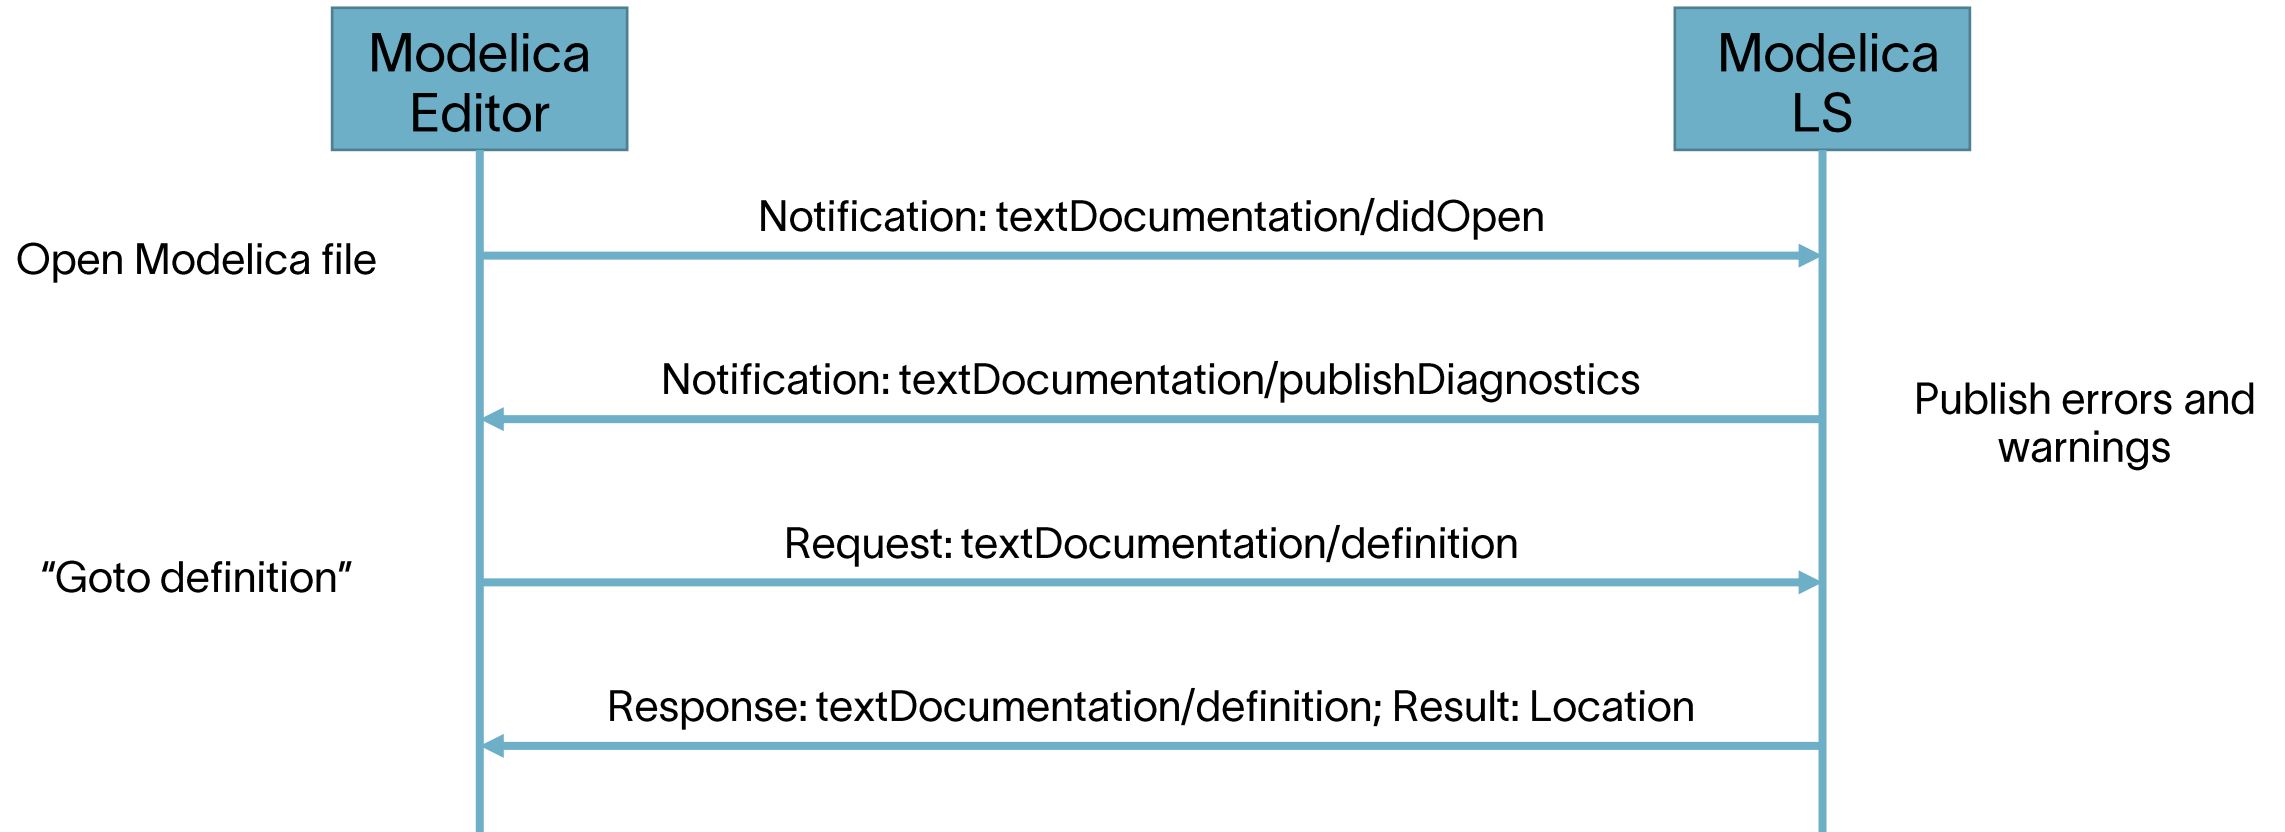 Modelica
Editor
Modelica
LS
Notification: textDocumentation/didOpen
Open Modelica file
Notification: textDocumentation/publishDiagnostics
Publish errors and
warnings
Request: textDocumentation/definition
“Goto definition”
Response: textDocumentation/definition; Result: Location